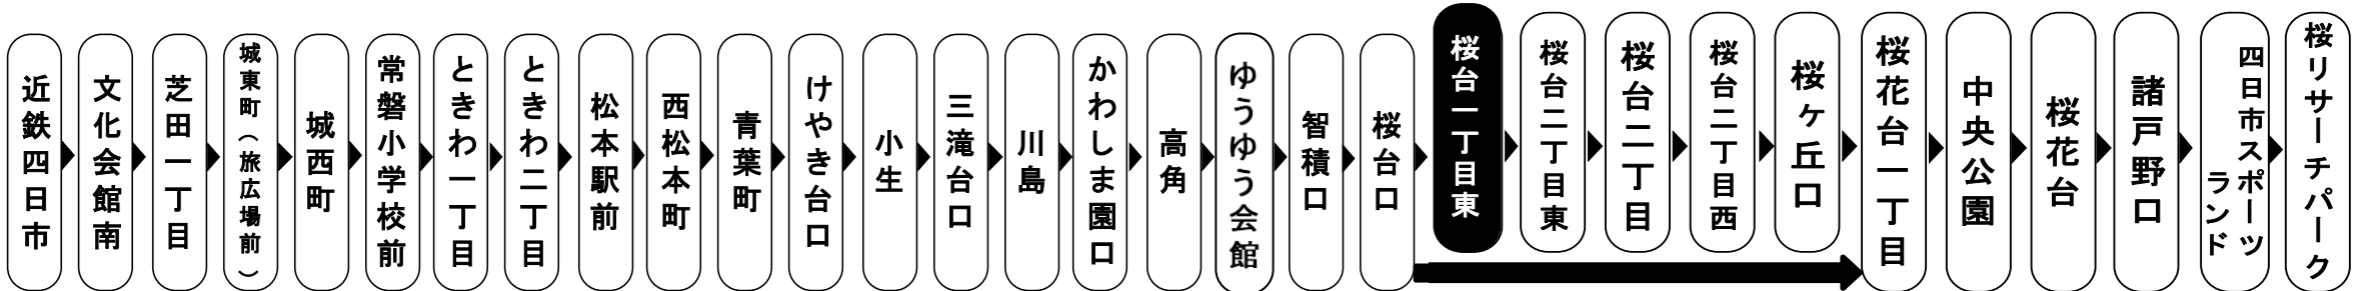 近鉄四日市
文化会館南
芝田一丁目
城東町（旅広場前）
城西町
常磐小学校前
ときわ一丁目
ときわ二丁目
松本駅前
西松本町
青葉町
けやき台口
小生
三滝台口
川島
かわしま園口
高角
ゆうゆう会館
智積口
桜台口
桜台一丁目東
桜台二丁目東
桜台二丁目
桜台二丁目西
桜ヶ丘口
桜花台一丁目
中央公園
桜花台
諸戸野口
四日市スポーツ
ランド
桜リサーチパーク